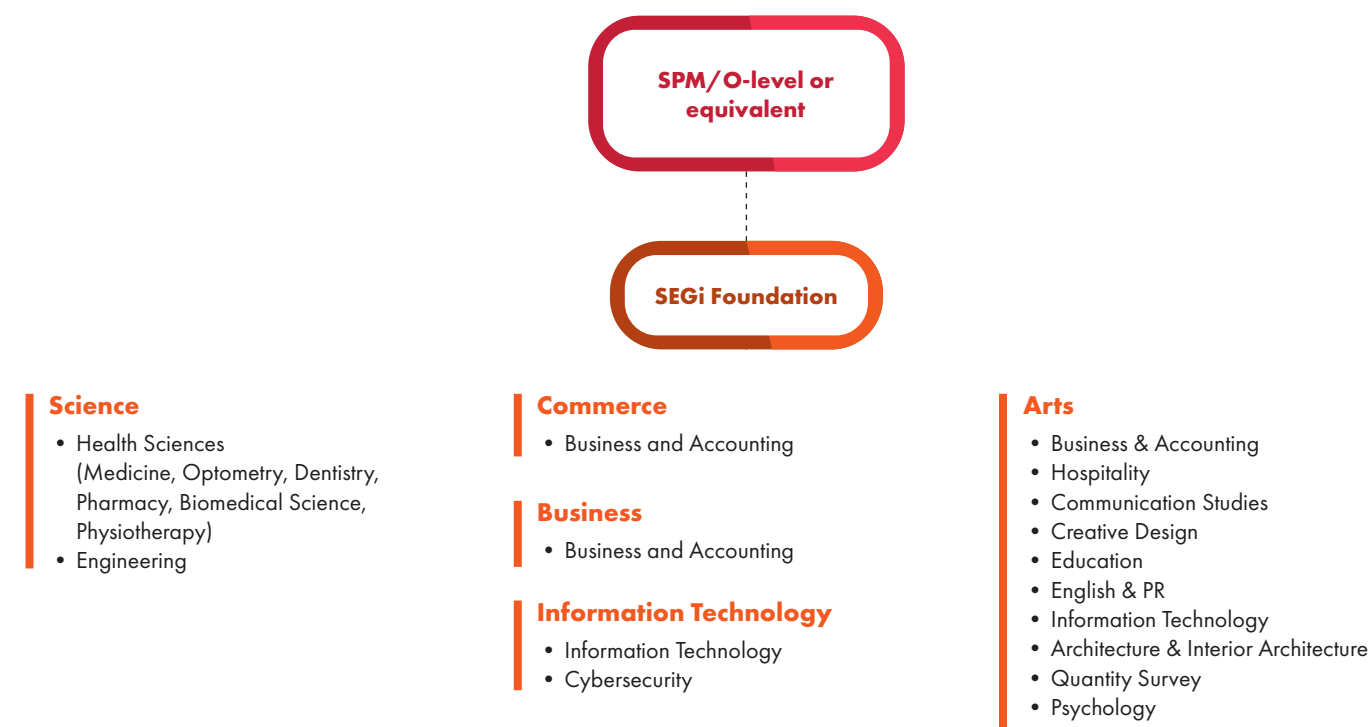 SPM/O-level or
equivalent
SEGi Foundation
Science
• Health Sciences
(Medicine, Optometry, Dentistry,
Pharmacy, Biomedical Science,
Physiotherapy)
• Engineering
Commerce
• Business and Accounting
Business
• Business and Accounting
Information Technology
• Information Technology
• Cybersecurity
Arts
• Business & Accounting
• Hospitality
• Communication Studies
• Creative Design
• Education
• English & PR
• Information Technology
• Architecture & Interior Architecture
• Quantity Survey
• Psychology